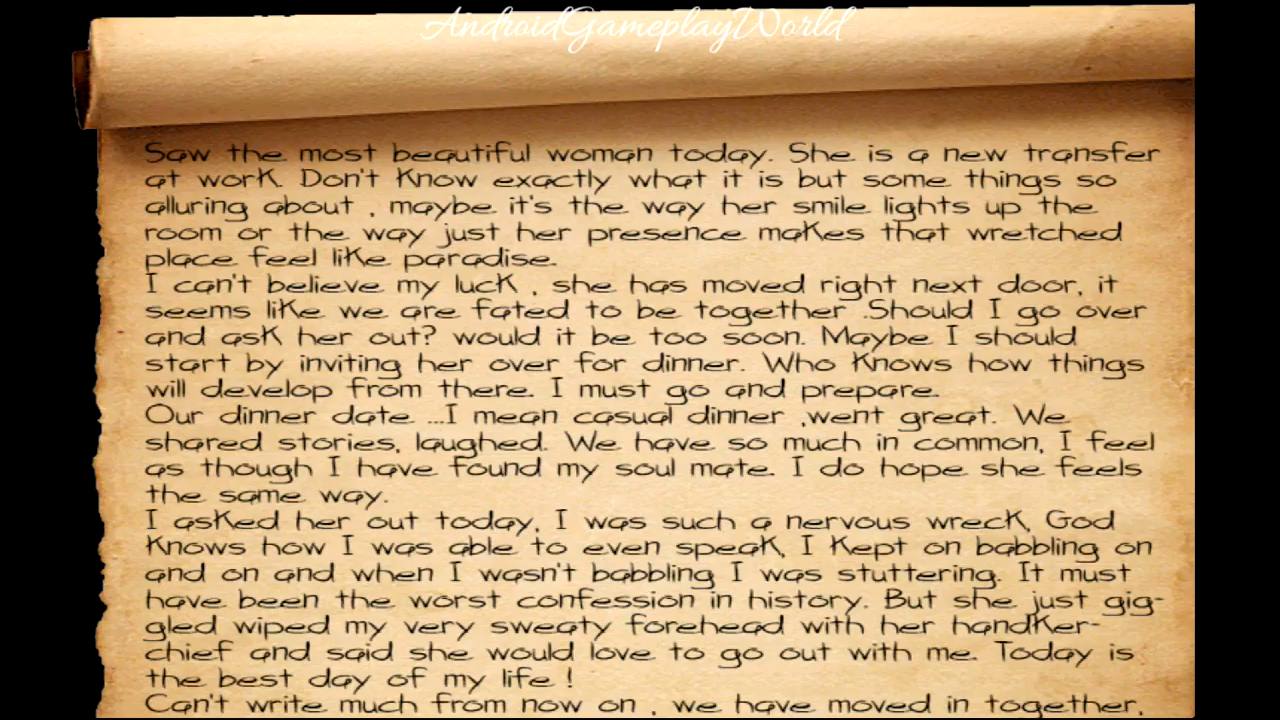 AndroidGameplayWorld
Saw the most beautiful woman today. She is a new transfer
at work. Don't know exactly what it is but some things so
alluring about , maybe it's the way her smile lights up the
room or the way just her presence makes that wretched
place feel like paradise.
I can't believe my luck , she has moved right next door, it
seems like we are fated to be together .Should I go over
and ask her out? would it be too soon. Maybe I should
start by inviting her over for dinner. Who knows how things
will develop from there. I must go and prepare.
Our dinner date ...I mean casual dinner ,went great. We
shared stories, laughed. We have so much in common, I feel
as though I have found my soul mate. I do hope she feels
the same way.
I asked her out today, I was such a nervous wreck, God
knows how I was able to even speak, I kept on babbling on
and on and when I wasn't babbling I was stuttering. It must
have been the worst confession in history. But she just gig-
gled wiped my very sweaty forehead with her handker-
chief and said she would love to go out with me. Today is
the best day of my life !
Can't write much from now on , we have moved in together,